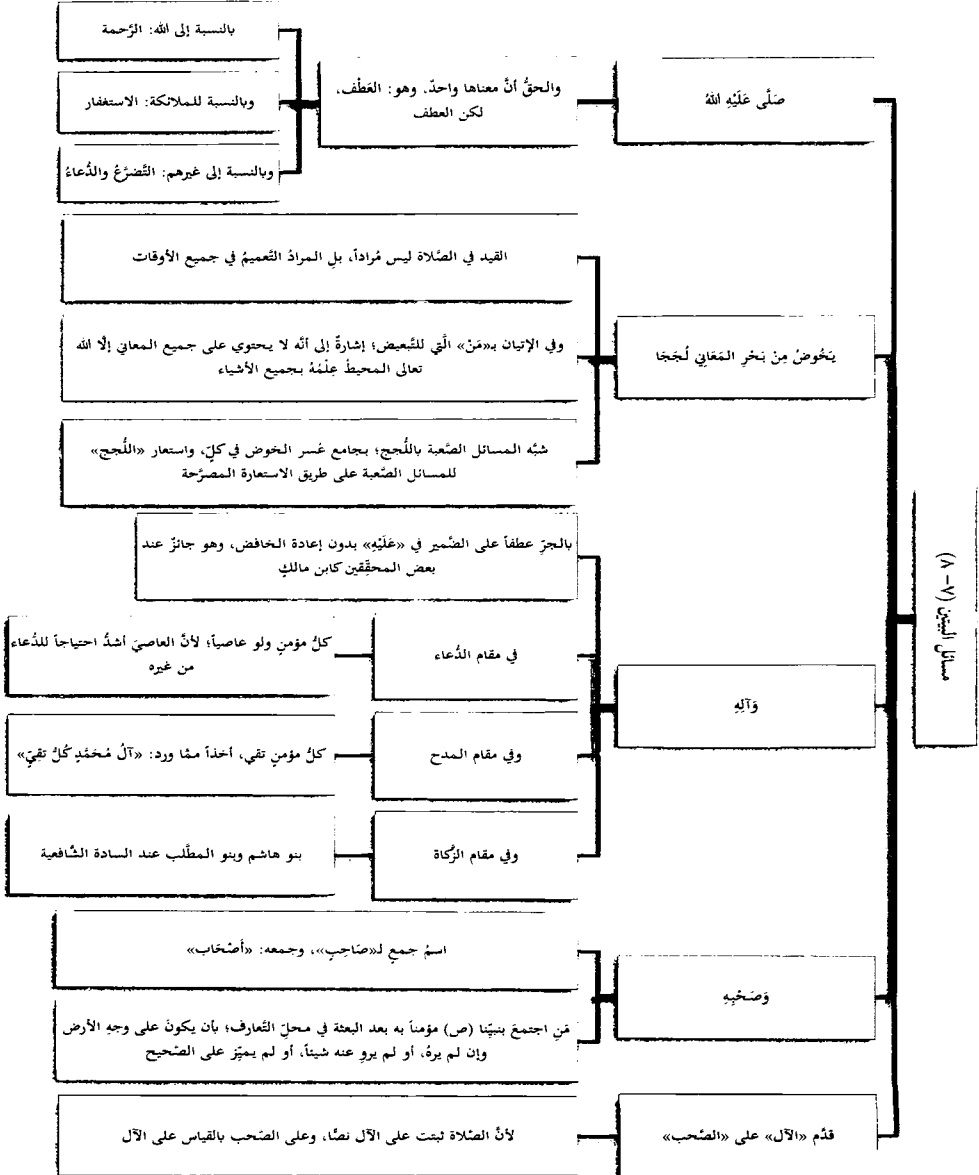 مسائل البيتين (٧- ٨)
صَلَّى عَلَيْهِ اللهُ
والحقُّ أنَّ معناها واحدٌ. وهو: العَطْف،
لكن العطف
بالنسبة إلى الله: الرَّحمة
وبالنسبة للملائكة: الاستغفار
وبالنسبة إلى غيرهم: التَّضرُّعُ والدُّعاءُ
يَخُوضُ مِنْ بَحْرِ المَعَانِي لُجَجَا
القيد في الصَّلاة ليس مُراداً، بلِ المرادُ التَّعميمُ في جميع الأوقات
وفي الإتيان بـ«مَنْ» الَّتي للتَّبعيض؛ إشارةٌ إلى أنَّه لا يحتوي على جميع المعاني إلَّا الله
تعالى المحيطُ عِلْمُهُ بجميع الأشياء
شبَّه المسائل الصَّعبة باللُّجج؛ بجامع عُسر الخوض في كلٍّ، واستعار «اللُّجج»
للمسائل الصَّعبة على طريق الاستعارة المصرَّحة
وَآلِهِ
بالجرِّ عطفاً على الضَّمير في «عَلَيْهِ» بدون إعادة الخافض، وهو جائزٌ عند
بعض المحقِّقين كابن مالكٍ
في مقام الدُّعاء
كلُّ مؤمنٍ ولو عاصياً؛ لأنَّ العاصيَ أشدُّ احتياجاً للدُّعاء
من غيره
وفي مقام المدح
كلُّ مؤمنٍ تقي، أخذاً ممَّا ورد: «آلُ مُحَمَّدٍ كُلُّ تقيٍّ»
وفي مقام الزَّكاة
بنو هاشم وبنو المطَّلب عند السادة الشَّافعية
وَصَحْبِهِ
اسمُ جمعٍ لـ«صَاحِبٍ»، وجمعه: «أَصْحَاب»
مَنِ اجتمعَ بنبيِّنا (ص) مؤمناً به بعد البعثة في محلِّ التَّعارف؛ بأن يكونَ على وجهِ الأرض
وإن لم يرهُ، أو لم يروِ عنه شيئاً، أو لم يميِّز على الصَّحيح
قدَّم «الآل» على «الصَّحب»
لأنَّ الصَّلاة ثبتت على الآل نصًّا، وعلى الصَّحب بالقياس على الآل